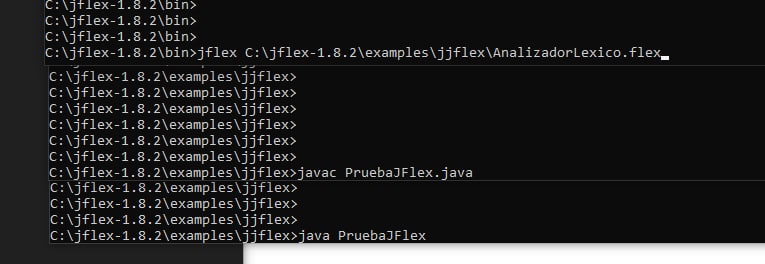 C:\jflex-1.8.2\bin>
C:\jflex-1.8.2\bin>
C:\jflex-1.8.2\bin>
C:\jflex-1.8.2\bin>jflex C:\jflex-1.8.2\examples\jjflex\AnalizadorLexico.flex
C:\jflex-1.8.2\examples\jjflex>
C:\jflex-1.8.2\examples\jjflex>
C:\jflex-1.8.2\examples\jjflex>
C:\jflex-1.8.2\examples\jjflex>
C:\jflex-1.8.2\examples\jjflex>
C:\jflex-1.8.2\examples\jjflex>
C:\jflex-1.8.2\examples\jjflex>javac PruebaJFlex.java
C:\jflex-1.8.2\examples\jjflex>
C:\jflex-1.8.2\examples\jjflex>
C:\jflex-1.8.2\examples\jjflex>
C:\jflex-1.8.2\examples\jjflex>java PruebaJFlex